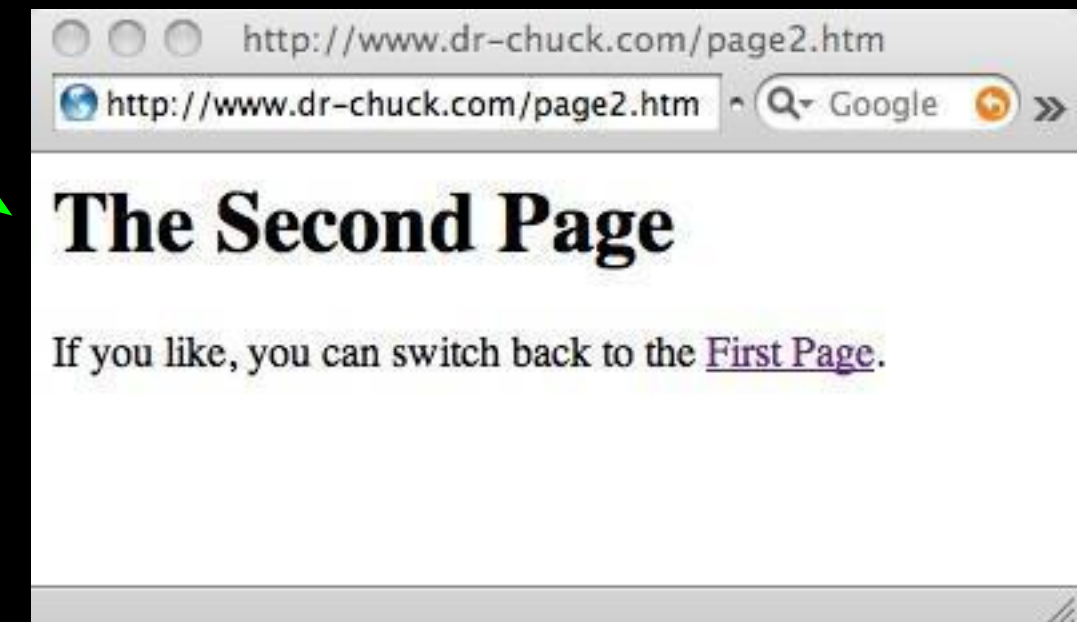 http://www.dr-chuck.com/page2.htm
http://www.dr-chuck.com/page2.htm Google
The Second Page
If you like, you can switch back to the First Page.